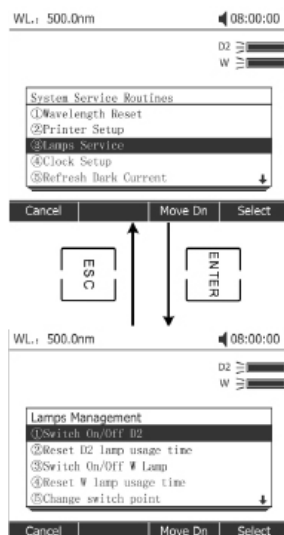 WL.: 500.0nm 08:00:00
D2
W
System Service Routines
①Wavelength Reset
②Printer Setup
③Lamps Service
④Clock Setup
⑤Refresh Dark Current
Cancel Move Dn Select
ESC ENTER
WL.: 500.0nm 08:00:00
D2
W
Lamps Management
①Switch On/Off D2
②Reset D2 lamp usage time
③Switch On/Off W Lamp
④Reset W lamp usage time
⑤Change switch point
Cancel Move Dn Select